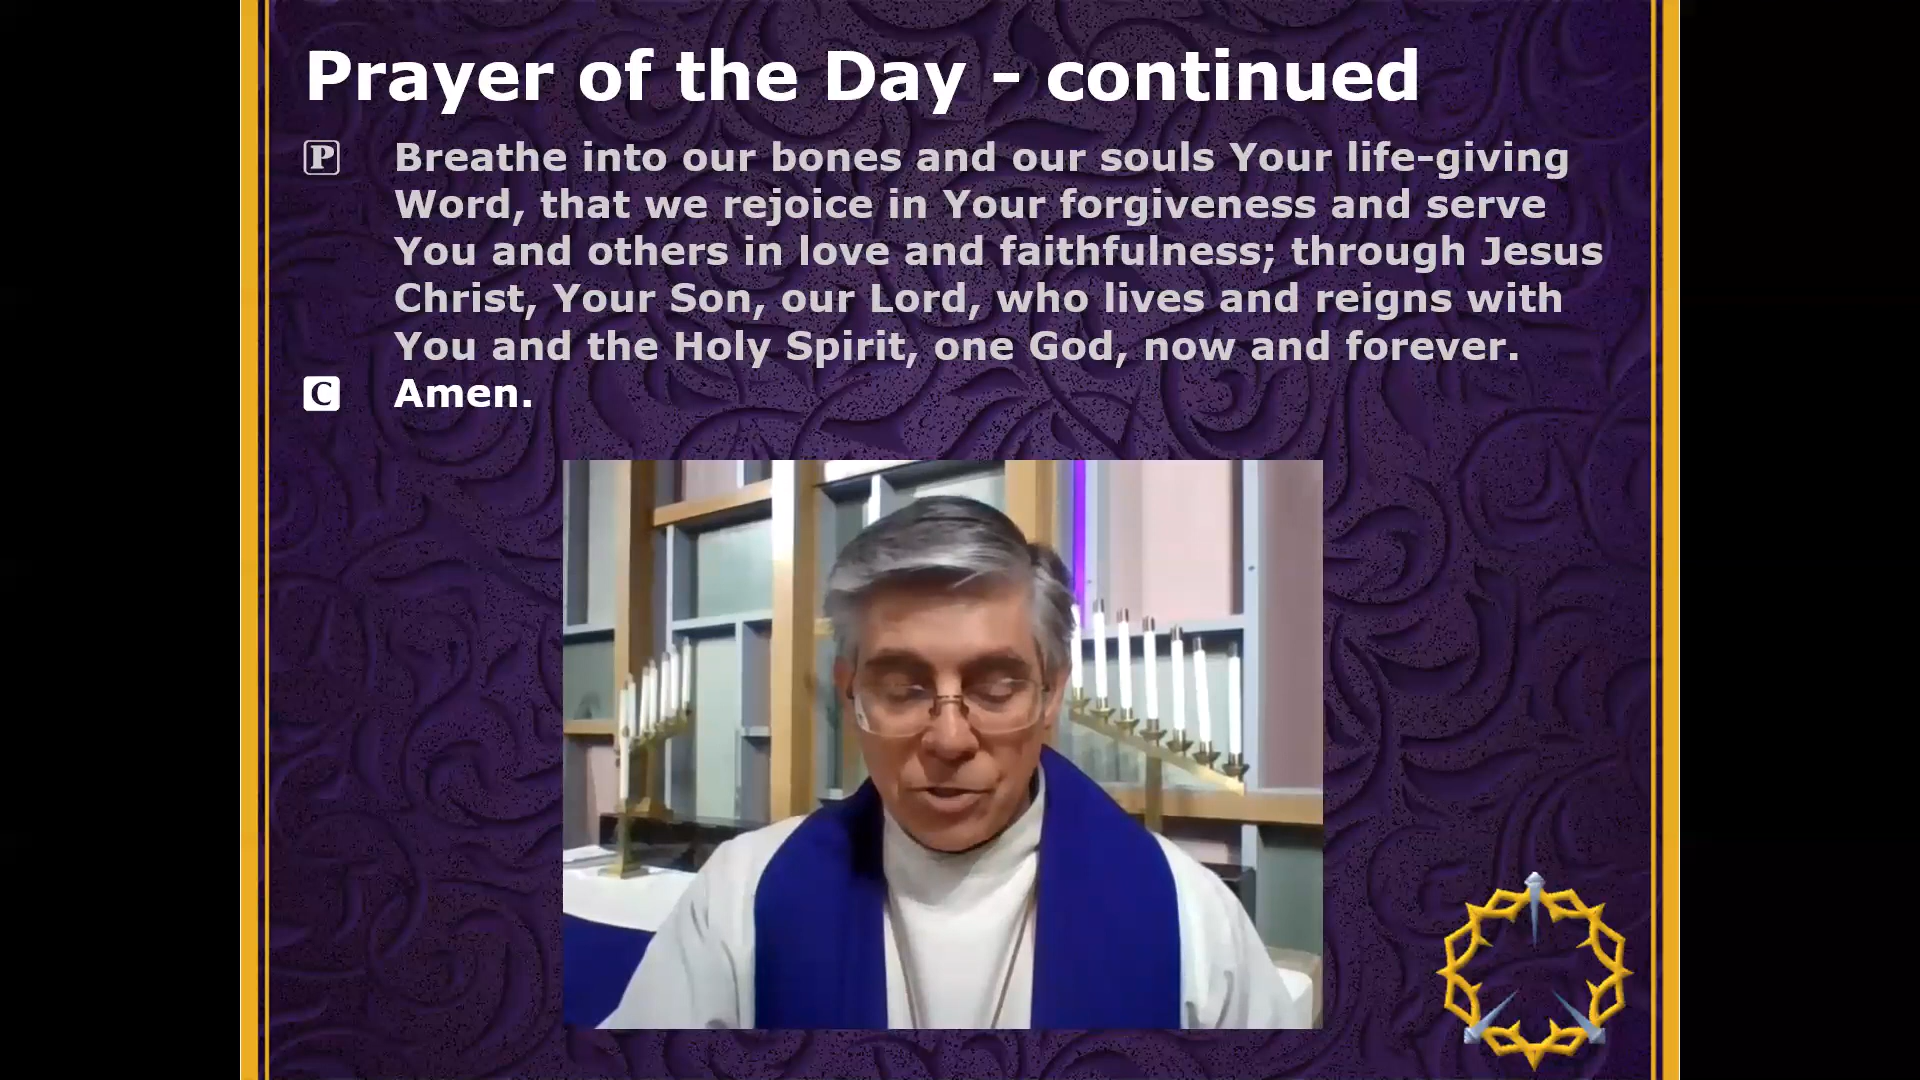 Prayer of the Day - continued
P Breathe into our bones and our souls Your life-giving
Word, that we rejoice in Your forgiveness and serve
You and others in love and faithfulness; through Jesus
Christ, Your Son, our Lord, who lives and reigns with
You and the Holy Spirit, one God, now and forever.
C Amen.